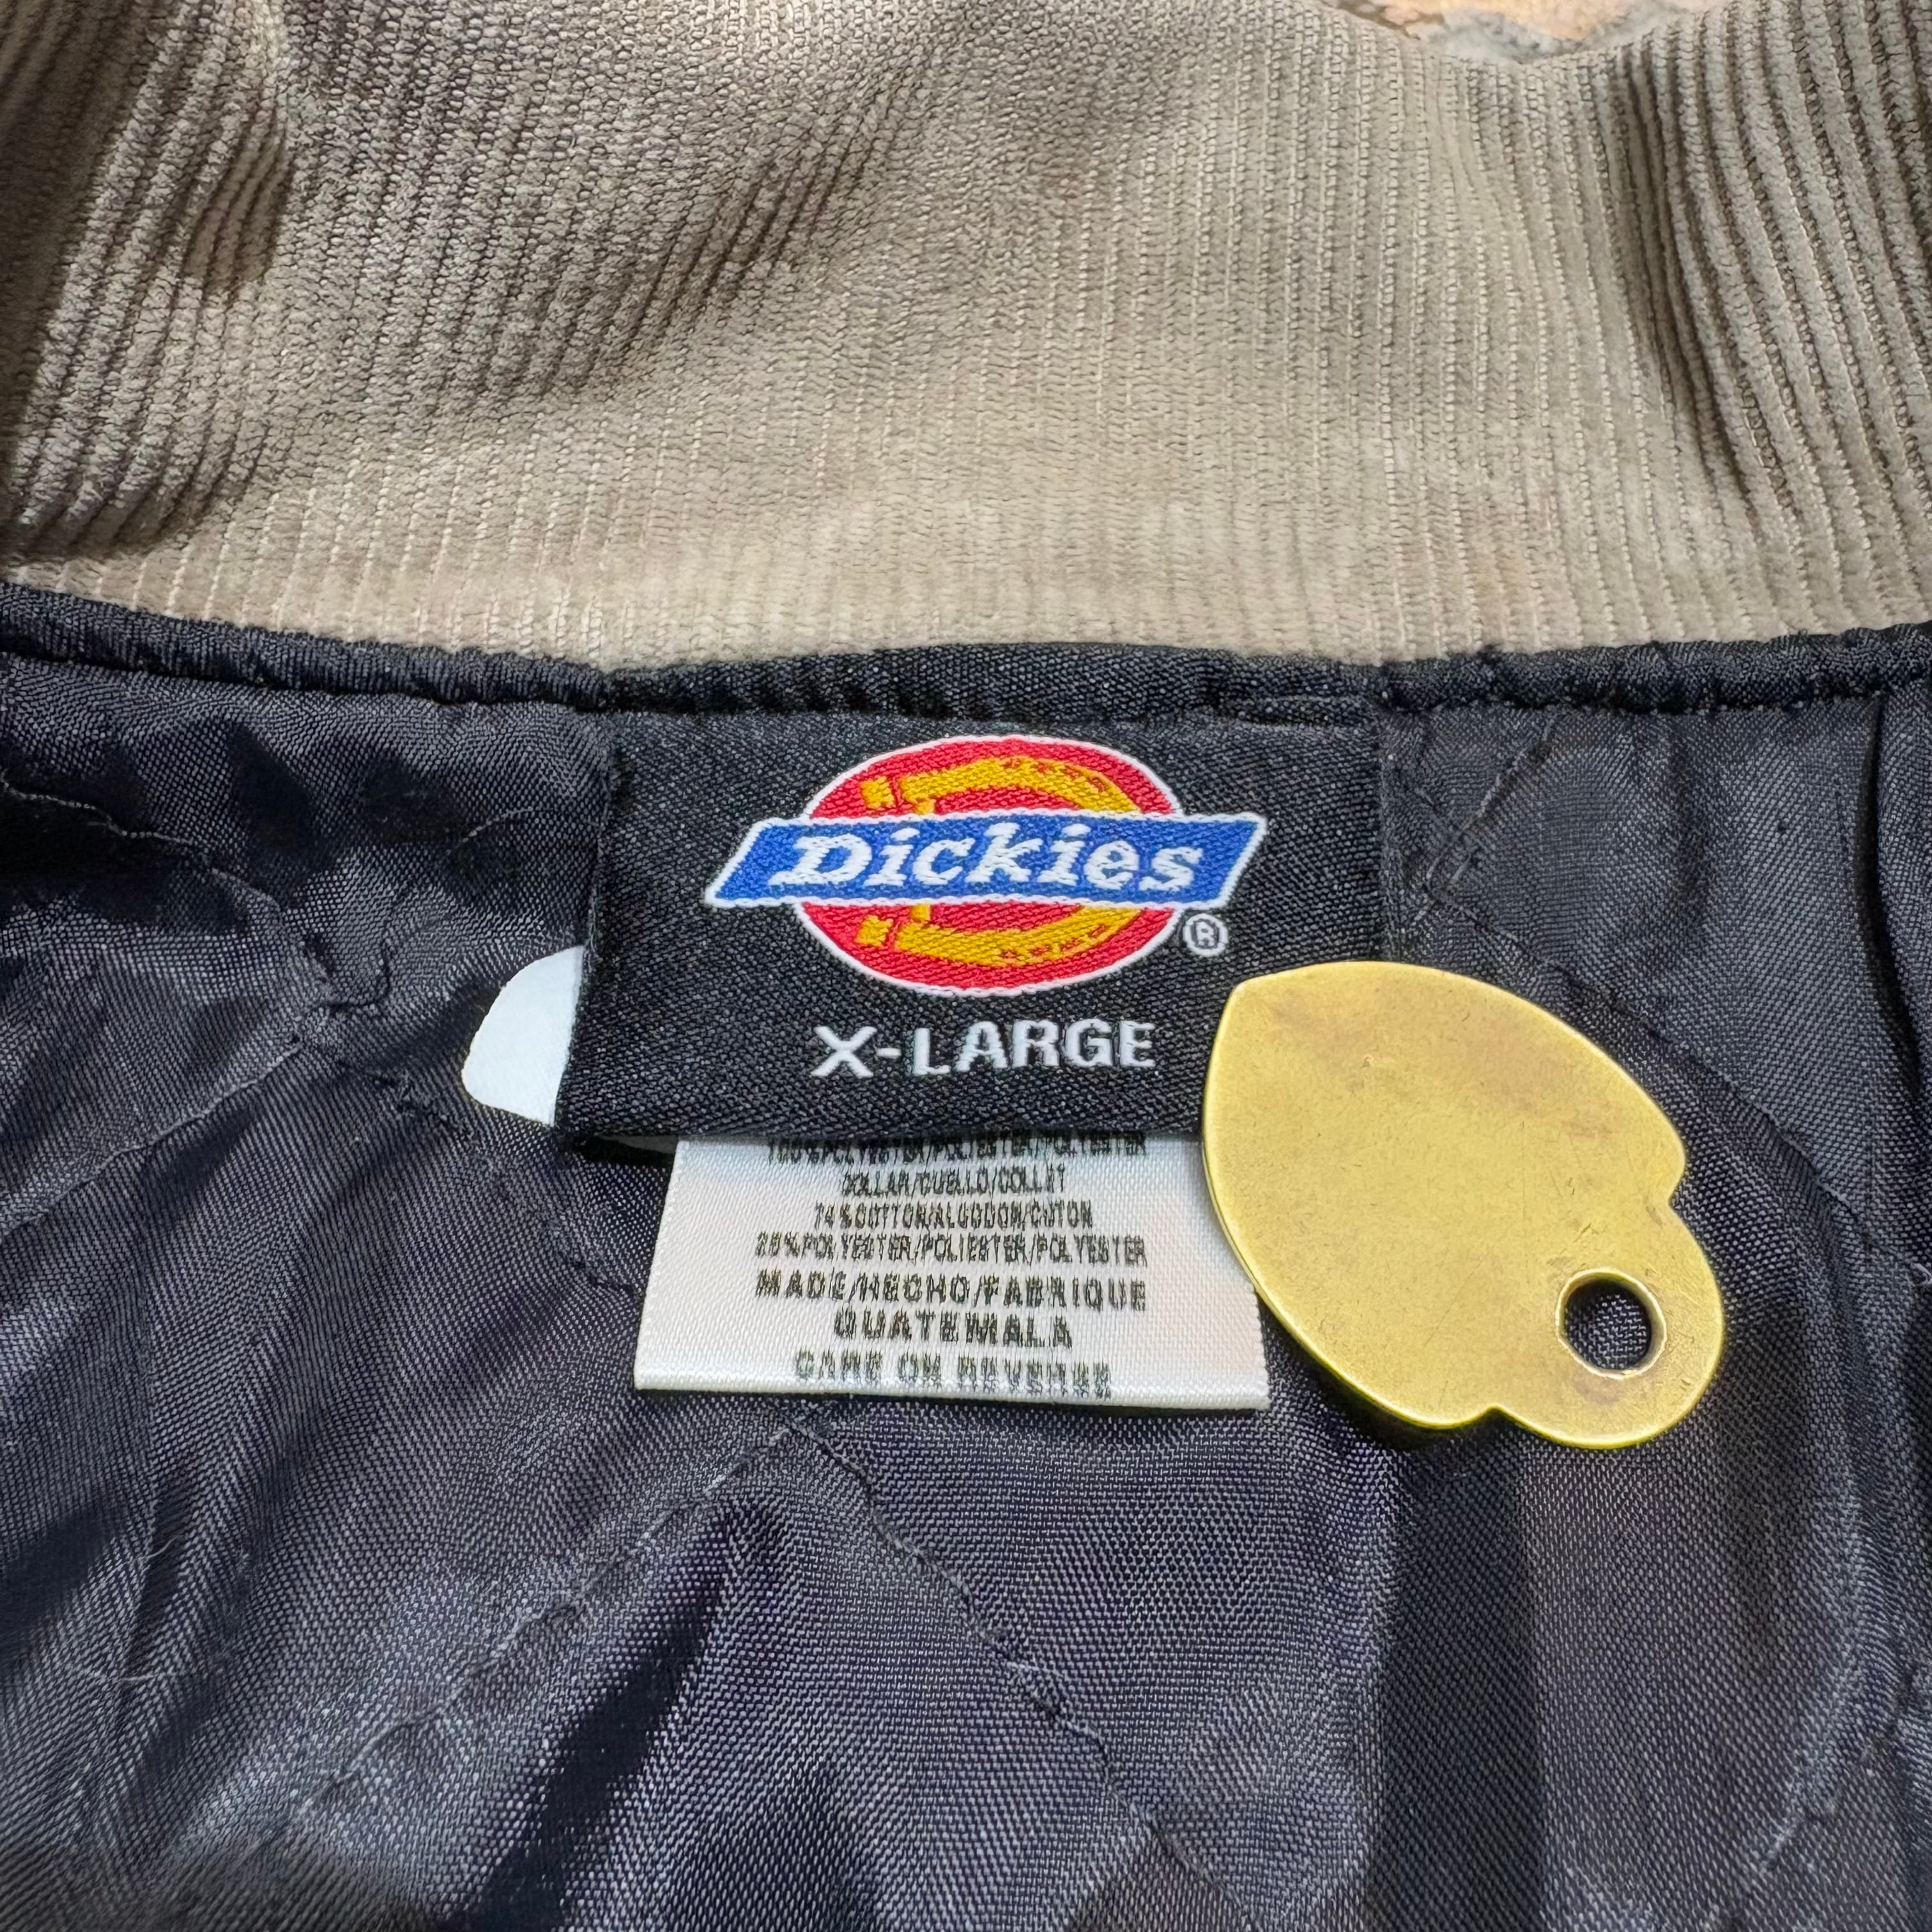 Dickies
®
X-LARGE
100%POLYESTER/POLIESTER/POLYESTER
COLLAR/CUELLO/COLLET
74%COTTON/ALGODON/COTON
26%POLYESTER/POLIESTER/POLYESTER
MADE/HECHO/FABRIQUE
GUATEMALA
CARE ON REVERSE